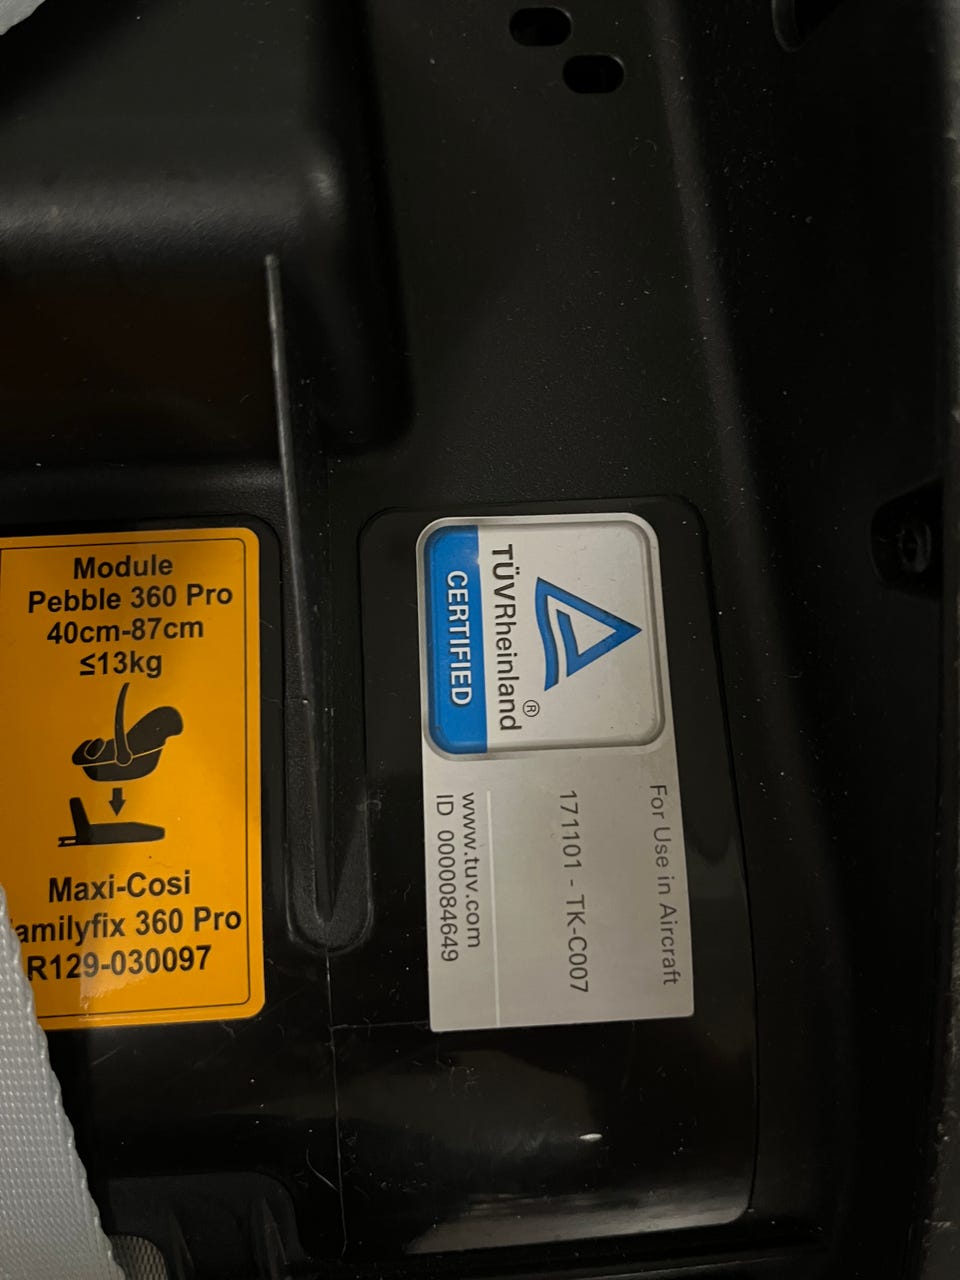 Module
Pebble 360 Pro
40cm-87cm
≤13kg
Maxi-Cosi
amilyfix 360 Pro
R129-030097
TÜVRheinland®
CERTIFIED
For Use in Aircraft
171101 - TK-C007
www.tuv.com
ID 0000084649